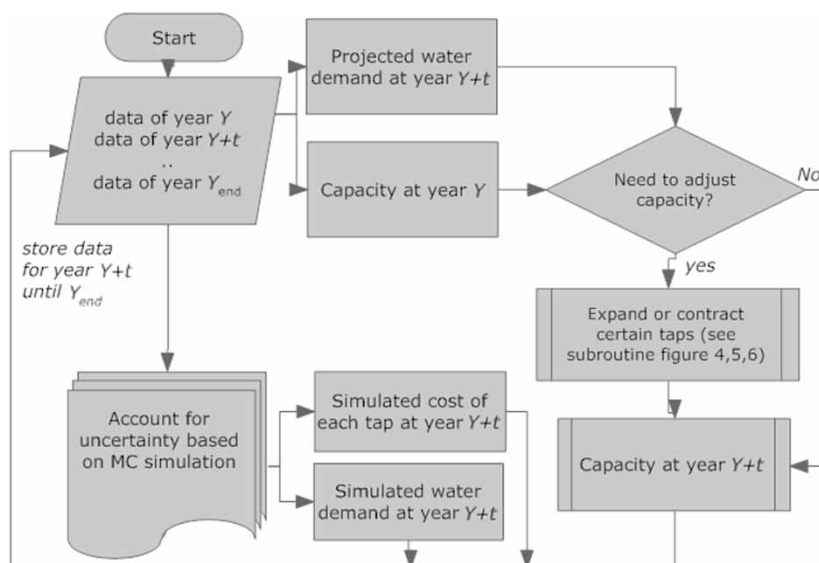 Start
data of year Y
data of year Y+t
..
data of year Yend
Projected water
demand at year Y+t
Capacity at year Y
Need to adjust
capacity?
No
yes
store data
for year Y+t
until Yend
Expand or contract
certain taps (see
subroutine figure 4,5,6)
Account for
uncertainty based
on MC simulation
Simulated cost of
each tap at year Y+t
Simulated water
demand at year Y+t
Capacity at year Y+t